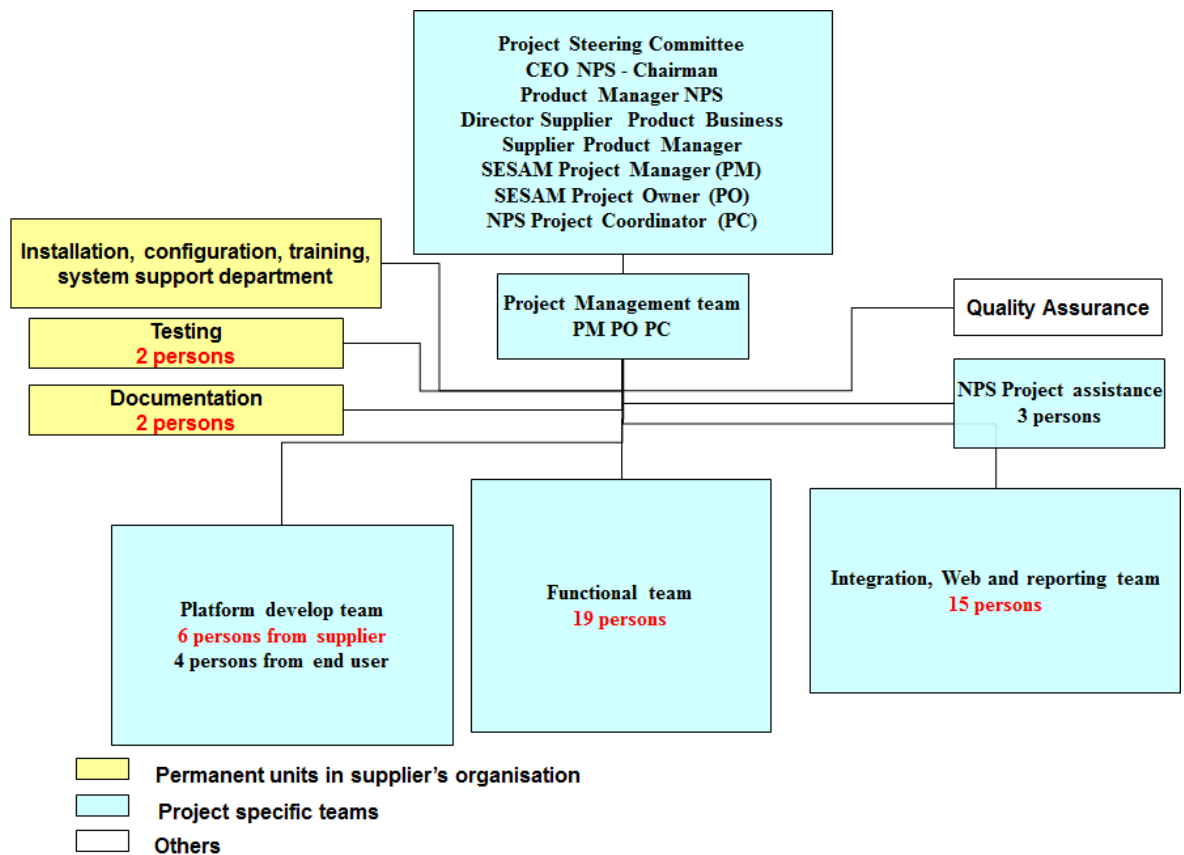 Project Steering Committee
CEO NPS - Chairman
Product Manager NPS
Director Supplier Product Business
Supplier Product Manager
SESAM Project Manager (PM)
SESAM Project Owner (PO)
NPS Project Coordinator (PC)
Installation, configuration, training,
system support department
Project Management team
PM PO PC
Quality Assurance
Testing
2 persons
Documentation
2 persons
NPS Project assistance
3 persons
Platform develop team
6 persons from supplier
4 persons from end user
Functional team
19 persons
Integration, Web and reporting team
15 persons
Permanent units in supplier's organisation
Project specific teams
Others